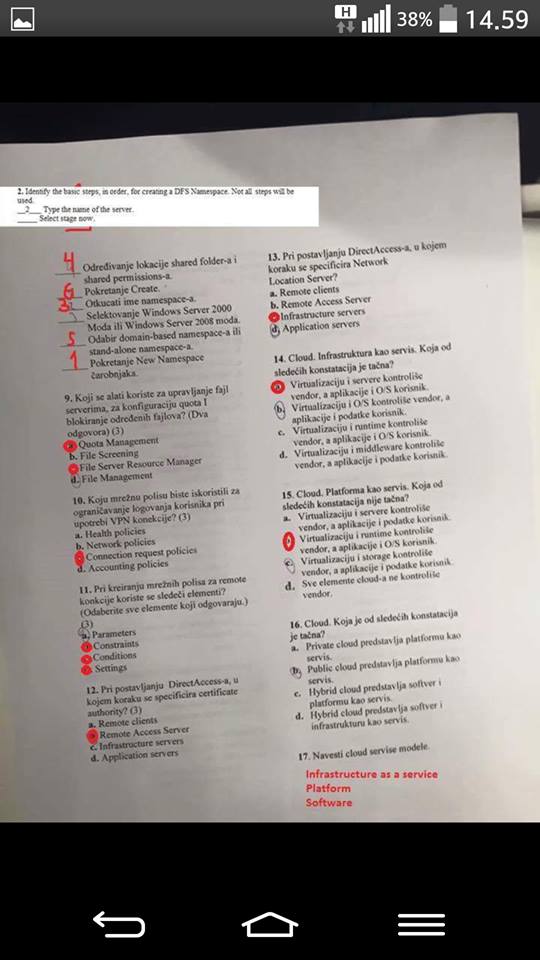 H 38% 14.59
2. Identify the basic steps, in order, for creating a DFS Namespace. Not all steps will be
used.
__2___ Type the name of the server.
_____ Select stage now.
4 Određivanje lokacije shared folder-a i
shared permissions-a.
6 Pokretanje Create.
3 Otkucati ime namespace-a.
Selektovanje Windows Server 2000
Moda ili Windows Server 2008 moda.
5 Odabir domain-based namespace-a ili
stand-alone namespace-a.
1 Pokretanje New Namespace
čarobnjaka.
9. Koji se alati koriste za upravljanje fajl
serverima, za konfiguraciju quota I
blokiranje određenih fajlova? (Dva
odgovora) (3)
a. Quota Management
b. File Screening
File Server Resource Manager
d. File Management
10. Koju mrežnu polisu biste iskoristili za
ograničavanje logovanja korisnika pri
upotrebi VPN konekcije? (3)
a. Health policies
b. Network policies
Connection request policies
d. Accounting policies
11. Pri kreiranju mrežnih polisa za remote
konkcije koriste se sledeći elementi?
(Odaberite sve elemente koji odgovaraju.)
(3)
a. Parameters
Constraints
Conditions
Settings
12. Pri postavljanju DirectAccess-a, u
kojem koraku se specificira certificate
authority? (3)
a. Remote clients
Remote Access Server
c. Infrastructure servers
d. Application servers
13. Pri postavljanju DirectAccess-a, u kojem
koraku se specificira Network
Location Server?
a. Remote clients
b. Remote Access Server
Infrastructure servers
d. Application servers
14. Cloud. Infrastruktura kao servis. Koja od
sledećih konstatacija je tačna?
a. Virtualizaciju i servere kontroliše
vendor, a aplikacije i O/S korisnik.
b. Virtualizaciju i O/S kontroliše vendor, a
aplikacije i podatke korisnik.
c. Virtualizaciju i runtime kontroliše
vendor, a aplikacije i O/S korisnik.
d. Virtualizaciju i middleware kontroliše
vendor, a aplikacije i podatke korisnik.
15. Cloud. Platforma kao servis. Koja od
sledećih konstatacija nije tačna?
a. Virtualizaciju i servere kontroliše
vendor, a aplikacije i podatke korisnik.
Virtualizaciju i runtime kontroliše
vendor, a aplikacije i O/S korisnik.
c. Virtualizaciju i storage kontroliše
vendor, a aplikacije i podatke korisnik.
d. Sve elemente cloud-a ne kontroliše
vendor.
16. Cloud. Koja je od sledećih konstatacija
je tačna?
a. Private cloud predstavlja platformu kao
servis.
b. Public cloud predstavlja platformu kao
servis.
c. Hybrid cloud predstavlja softver i
platformu kao servis.
d. Hybrid cloud predstavlja softver i
infrastrukturu kao servis.
17. Navesti cloud servise modele.
Infrastructure as a service
Platform
Software